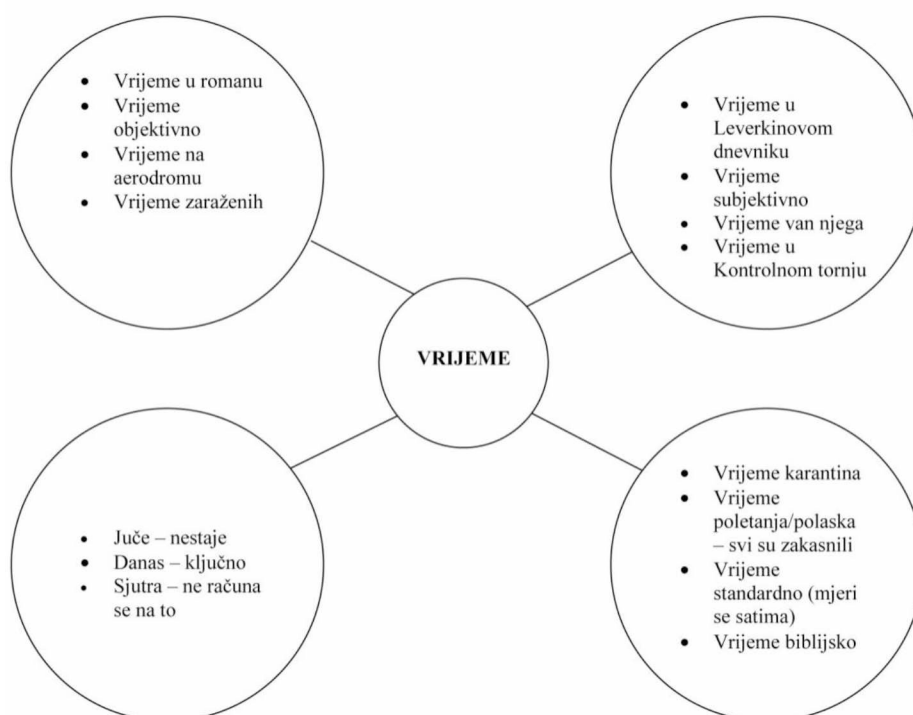 • Vrijeme u romanu
• Vrijeme
objektivno
• Vrijeme na
aerodromu
• Vrijeme zaraženih
• Vrijeme u
Leverkinovom
dnevniku
• Vrijeme
subjektivno
• Vrijeme van njega
• Vrijeme u
Kontrolnom tornju
VRIJEME
• Juče – nestaje
• Danas – ključno
• Sjutra – ne računa
se na to
• Vrijeme karantina
• Vrijeme
poletanja/polaska
– svi su zakasnili
• Vrijeme
standardno (mjeri
se satima)
• Vrijeme biblijsko